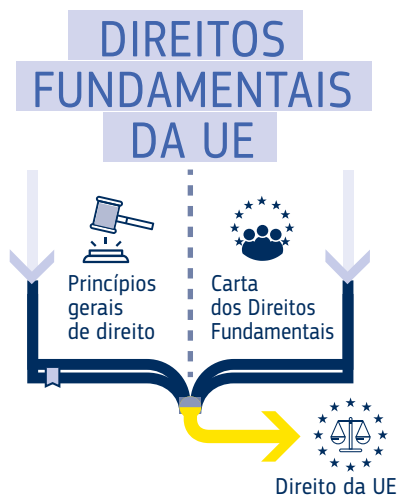 DIREITOS
FUNDAMENTAIS
DA UE
Princípios
gerais
de direito
Carta
dos Direitos
Fundamentais
Direito da UE